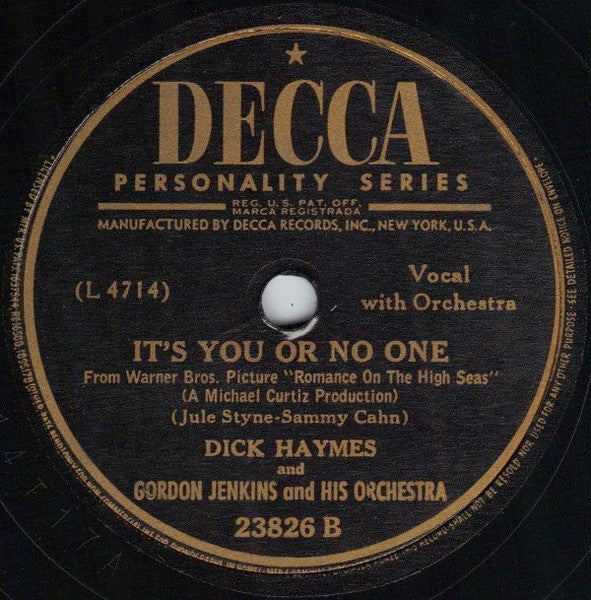 DECCA
PERSONALITY SERIES
REG. U. S. PAT. OFF.
MARCA REGISTRADA
MANUFACTURED BY DECCA RECORDS, INC., NEW YORK, U.S.A.
(L 4714)
Vocal
with Orchestra
IT'S YOU OR NO ONE
From Warner Bros. Picture "Romance On The High Seas"
(A Michael Curtiz Production)
(Jule Styne-Sammy Cahn)
DICK HAYMES
and
GORDON JENKINS and HIS ORCHESTRA
23826 B